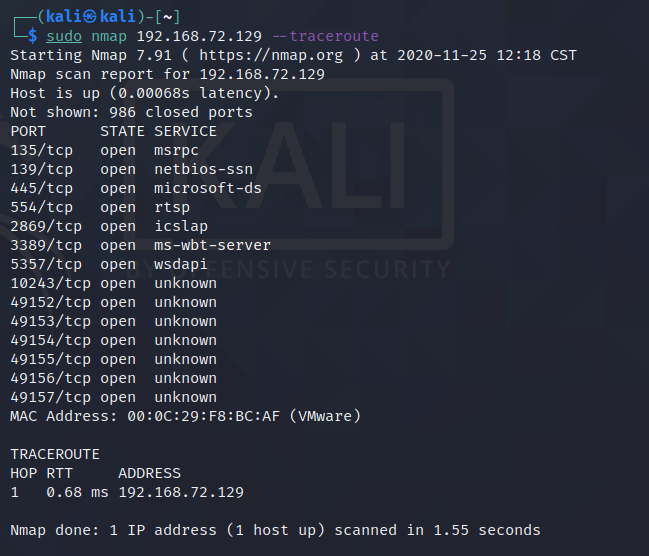 ┌──(kali㉿kali)-[~]
└─$ sudo nmap 192.168.72.129 --traceroute
Starting Nmap 7.91 ( https://nmap.org ) at 2020-11-25 12:18 CST
Nmap scan report for 192.168.72.129
Host is up (0.00068s latency).
Not shown: 986 closed ports
PORT      STATE SERVICE
135/tcp   open  msrpc
139/tcp   open  netbios-ssn
445/tcp   open  microsoft-ds
554/tcp   open  rtsp
2869/tcp  open  icslap
3389/tcp  open  ms-wbt-server
5357/tcp  open  wsdapi
10243/tcp open  unknown
49152/tcp open  unknown
49153/tcp open  unknown
49154/tcp open  unknown
49155/tcp open  unknown
49156/tcp open  unknown
49157/tcp open  unknown
MAC Address: 00:0C:29:F8:BC:AF (VMware)
TRACEROUTE
HOP RTT     ADDRESS
1   0.68 ms 192.168.72.129
Nmap done: 1 IP address (1 host up) scanned in 1.55 seconds
KALI
BY OFFENSIVE SECURITY